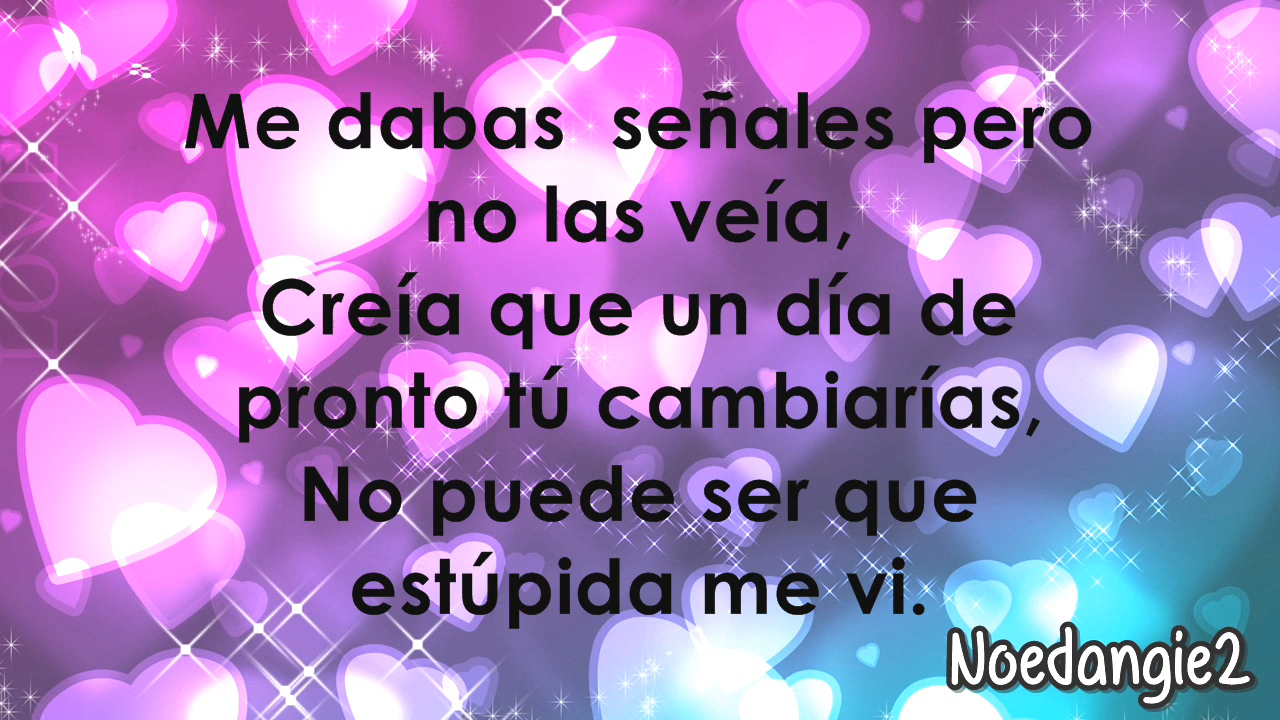 Me dabas  señales pero
no las veía,
Creía que un día de
pronto tú cambiarías,
No puede ser que
estúpida me vi.
Noedangie2
LOVE